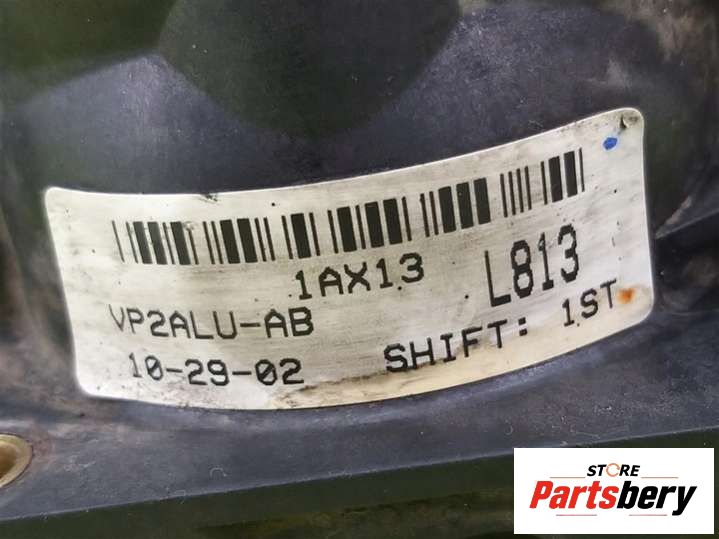 1AX13
L813
VP2ALU-AB
10-29-02
SHIFT: 1ST
STORE
Partsbery